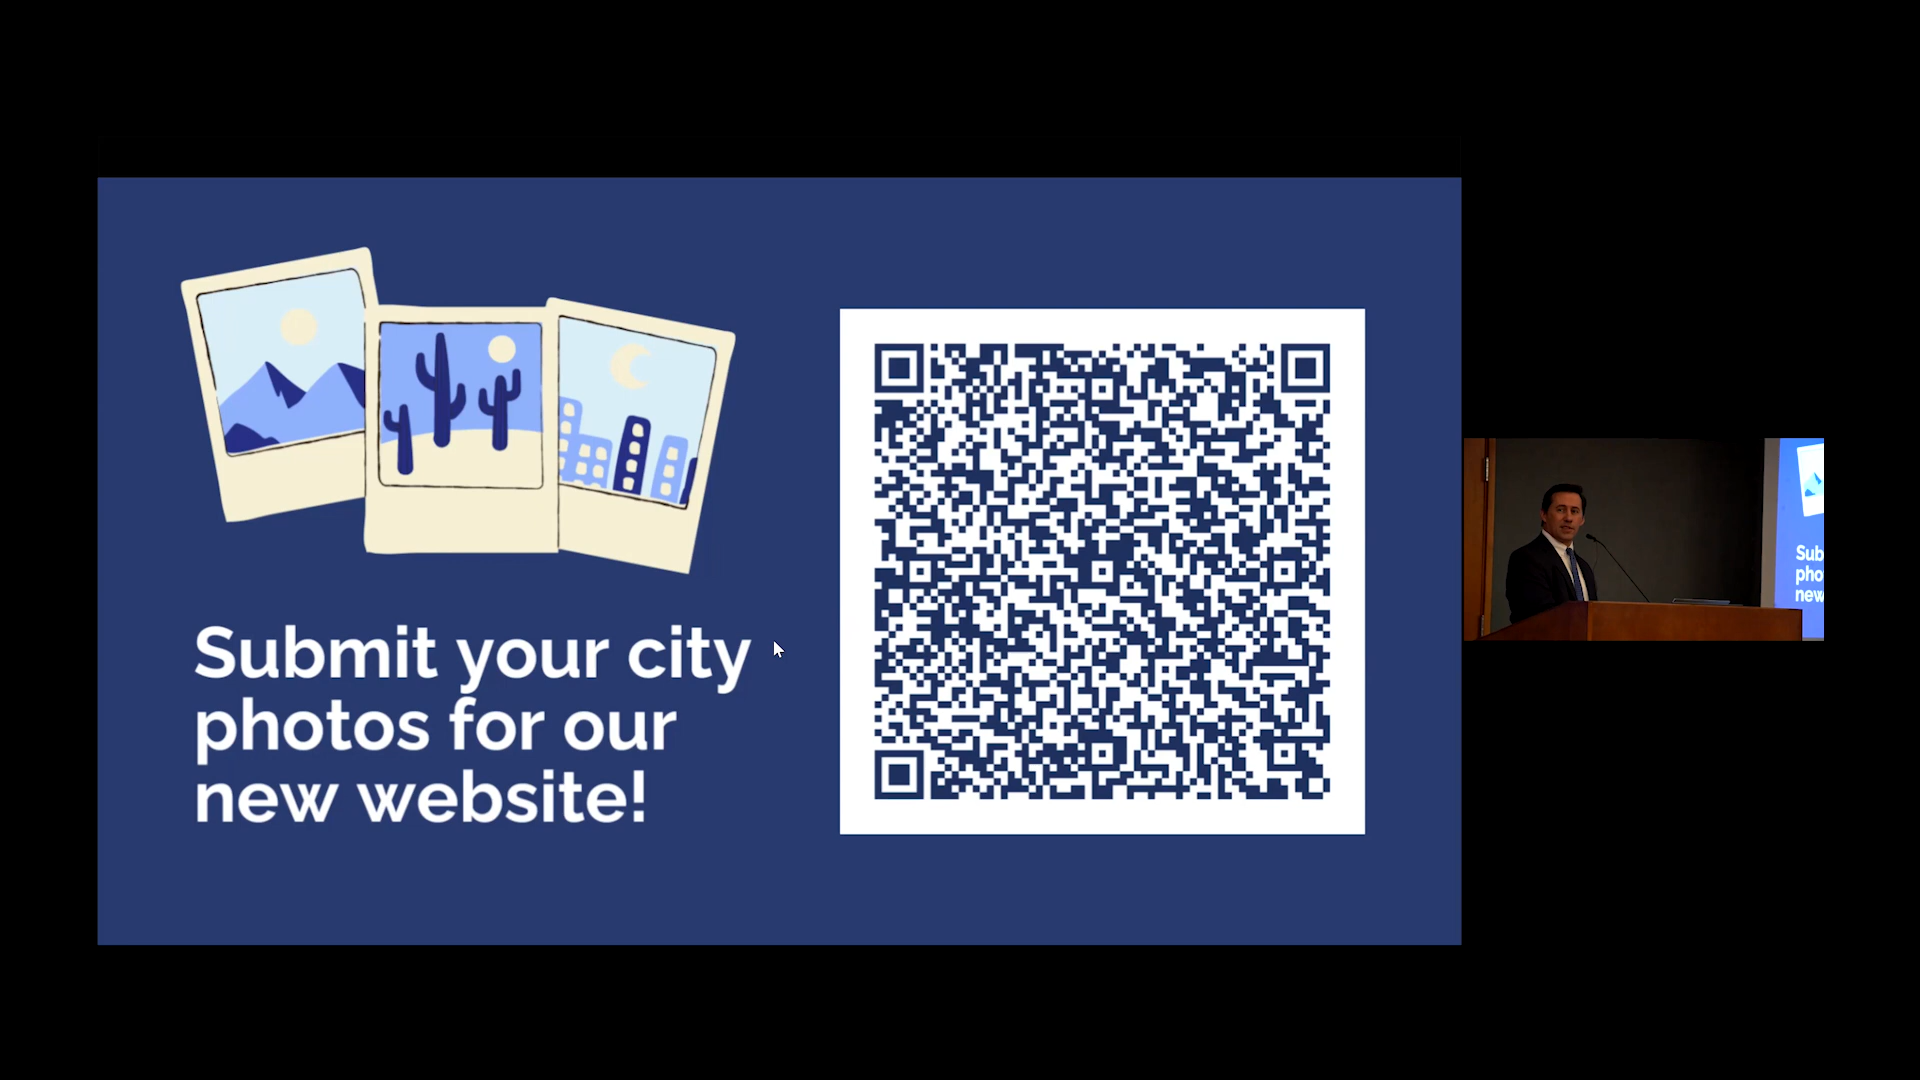 Submit your city
photos for our
new website!
Sub
pho
new